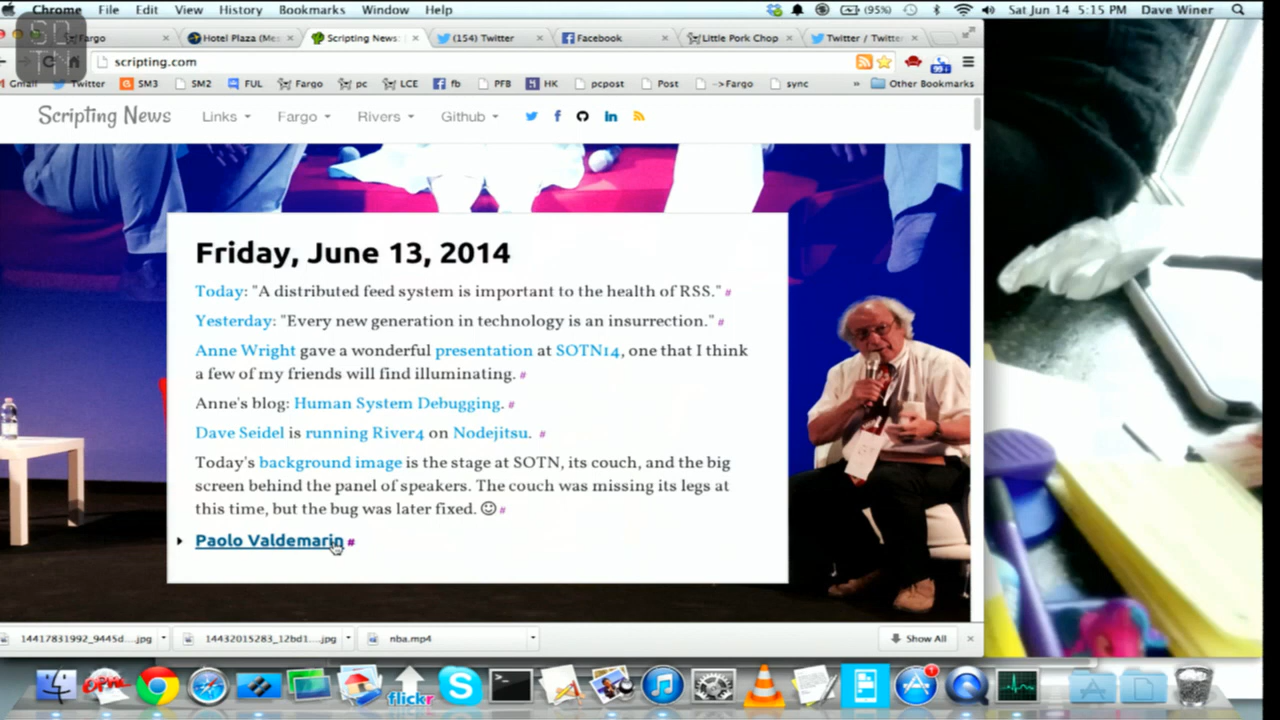 Chrome File Edit View History Bookmarks Window Help (95%) Sat Jun 14 5:15 PM Dave Winer
Fargo Hotel Plaza (Me Scripting News: (154) Twitter Facebook Little Pork Chop Twitter / Twitter
scripting.com
Gmail Twitter SM3 SM2 FUL Fargo pc LCE fb PFB HK pcpost Post ->Fargo sync » Other Bookmarks
Scripting News Links Fargo Rivers Github
Friday, June 13, 2014
Today: "A distributed feed system is important to the health of RSS." #
Yesterday: "Every new generation in technology is an insurrection." #
Anne Wright gave a wonderful presentation at SOTN14, one that I think
a few of my friends will find illuminating. #
Anne's blog: Human System Debugging. #
Dave Seidel is running River4 on Nodejitsu. #
Today's background image is the stage at SOTN, its couch, and the big
screen behind the panel of speakers. The couch was missing its legs at
this time, but the bug was later fixed. #
Paolo Valdemarin #
14417831992_9445d....jpg 14432015283_12bd1....jpg nba.mp4 Show All
flickr